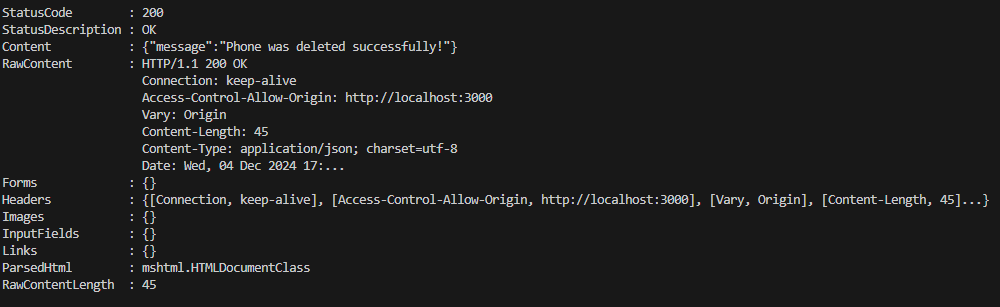 StatusCode        : 200
StatusDescription : OK
Content           : {"message":"Phone was deleted successfully!"}
RawContent        : HTTP/1.1 200 OK
                    Connection: keep-alive
                    Access-Control-Allow-Origin: http://localhost:3000
                    Vary: Origin
                    Content-Length: 45
                    Content-Type: application/json; charset=utf-8
                    Date: Wed, 04 Dec 2024 17:...
Forms             : {}
Headers           : {[Connection, keep-alive], [Access-Control-Allow-Origin, http://localhost:3000], [Vary, Origin], [Content-Length, 45]...}
Images            : {}
InputFields       : {}
Links             : {}
ParsedHtml        : mshtml.HTMLDocumentClass
RawContentLength  : 45